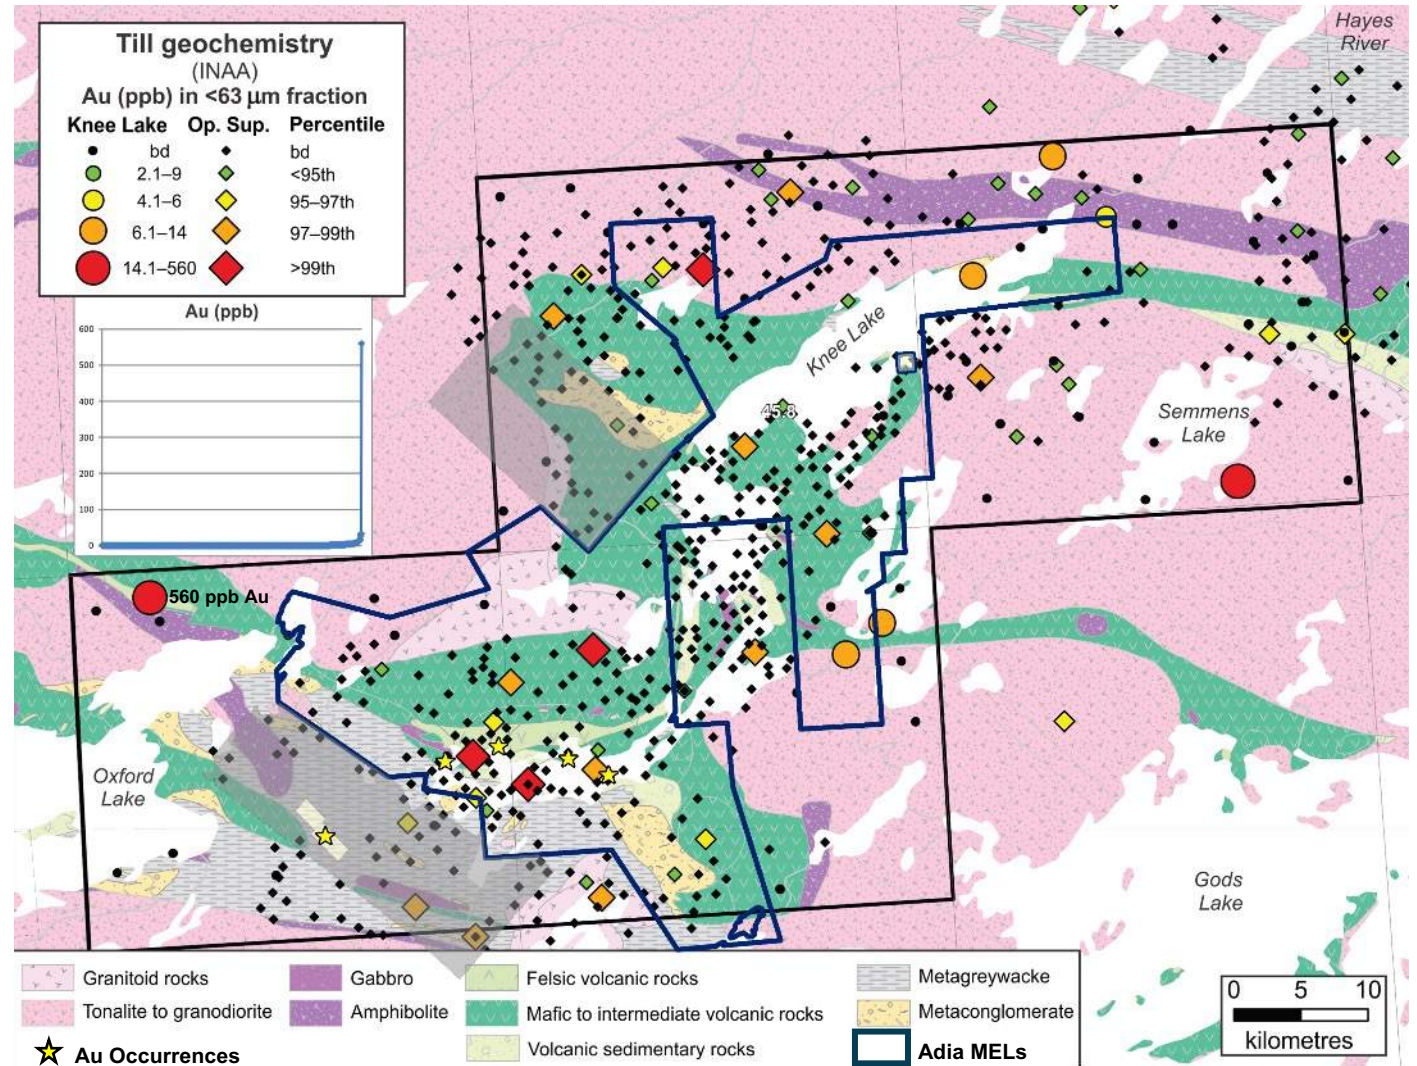 Till geochemistry
(INAA)
Au (ppb) in <63 µm fraction
Knee Lake Op. Sup. Percentile
bd bd
2.1–9 <95th
4.1–6 95–97th
6.1–14 97–99th
14.1–560 >99th
Au (ppb)
600
500
400
300
200
100
0
Hayes
River
Knee Lake
45.8
Semmens
Lake
560 ppb Au
Oxford
Lake
Gods
Lake
Granitoid rocks Gabbro Felsic volcanic rocks Metagreywacke
Tonalite to granodiorite Amphibolite Mafic to intermediate volcanic rocks Metaconglomerate
Au Occurrences Volcanic sedimentary rocks Adia MELs
0 5 10
kilometres